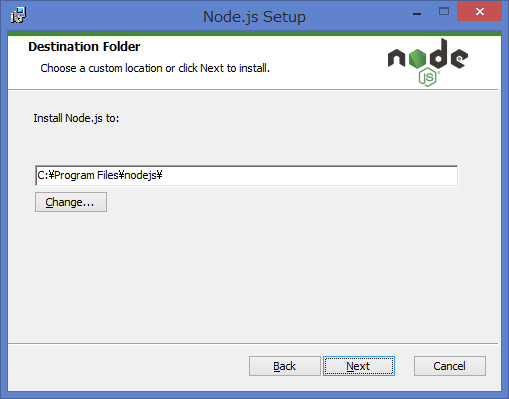 Node.js Setup
Destination Folder
Choose a custom location or click Next to install.
node
JS
Install Node.js to:
C:¥Program Files¥nodejs¥
Change...
Back
Next
Cancel